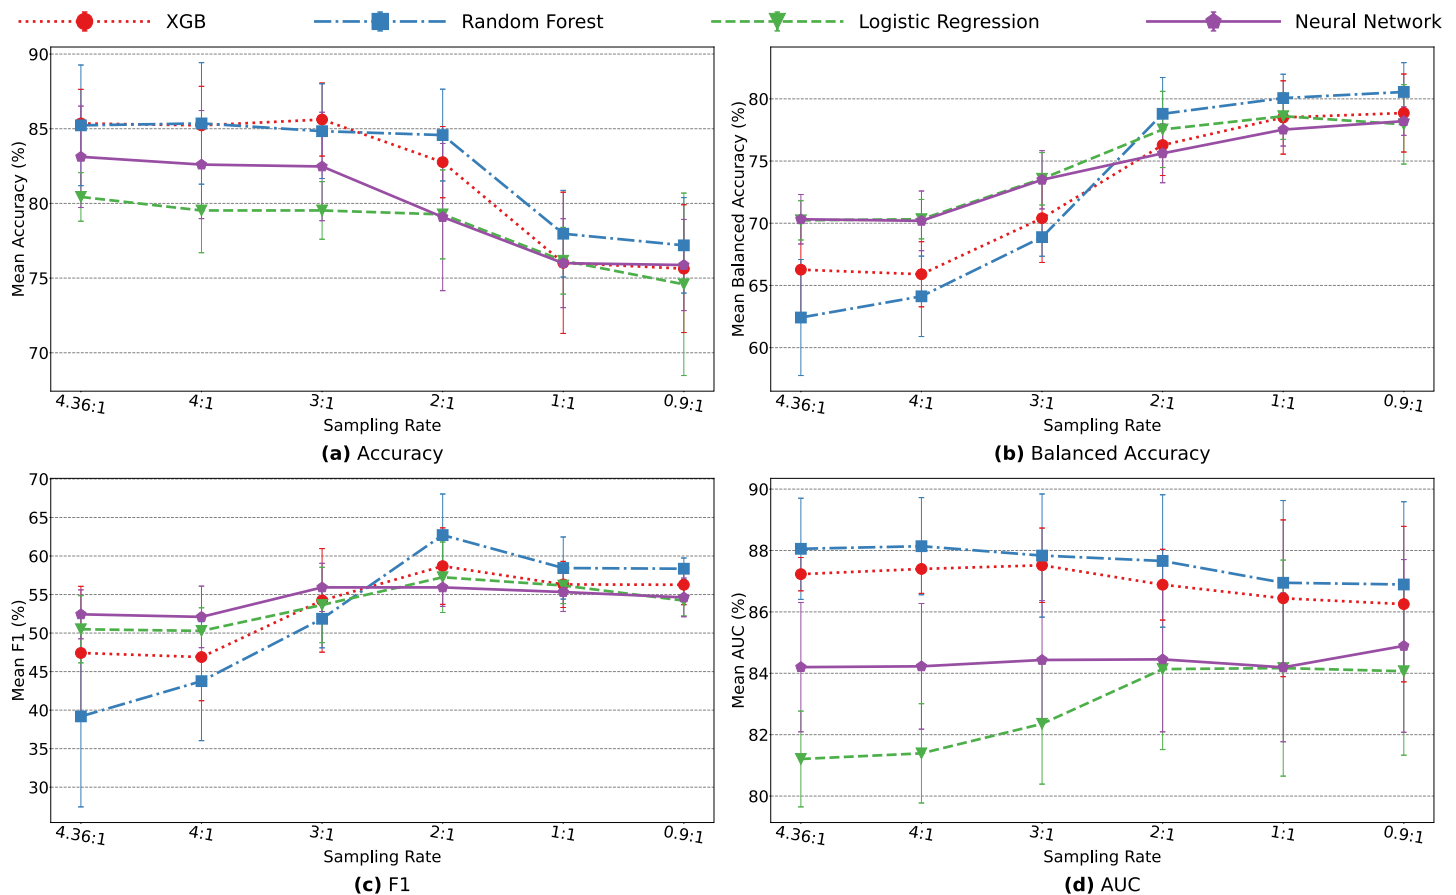 XGB Random Forest Logistic Regression Neural Network
Mean Accuracy (%)
90
85
80
75
70
4.36:1 4:1 3:1 2:1 1:1 0.9:1
Sampling Rate
(a) Accuracy
Mean Balanced Accuracy (%)
80
75
70
65
60
4.36:1 4:1 3:1 2:1 1:1 0.9:1
Sampling Rate
(b) Balanced Accuracy
Mean F1 (%)
70
65
60
55
50
45
40
35
30
4.36:1 4:1 3:1 2:1 1:1 0.9:1
Sampling Rate
(c) F1
Mean AUC (%)
90
88
86
84
82
80
4.36:1 4:1 3:1 2:1 1:1 0.9:1
Sampling Rate
(d) AUC